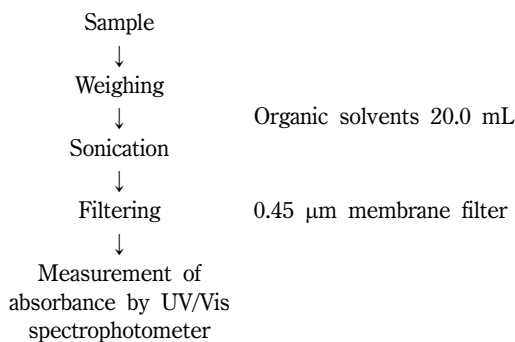 Sample
↓
Weighing
↓ Organic solvents 20.0 mL
Sonication
↓
Filtering 0.45 μm membrane filter
↓
Measurement of
absorbance by UV/Vis
spectrophotometer